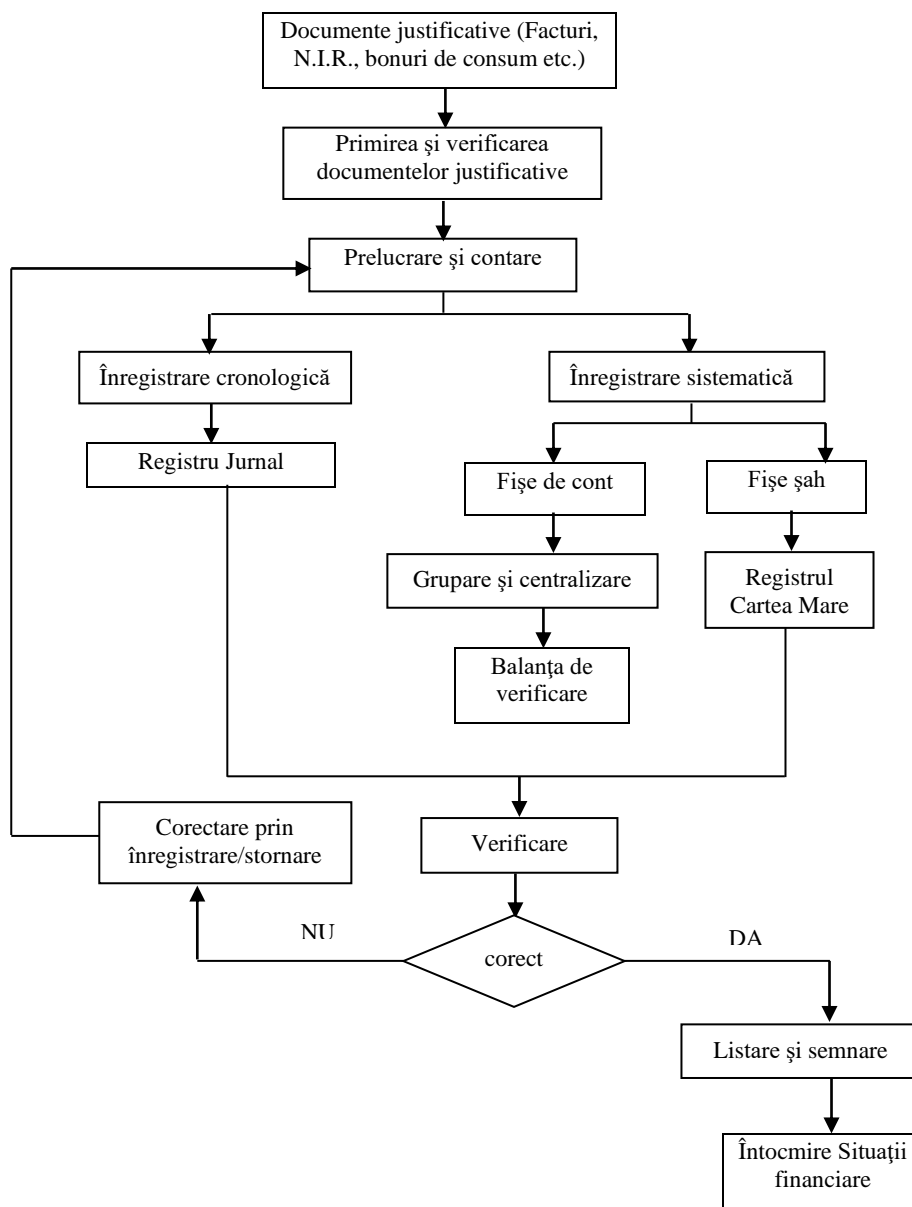 Documente justificative (Facturi,
N.I.R., bonuri de consum etc.)
Primirea şi verificarea
documentelor justificative
Prelucrare şi contare
Înregistrare cronologică
Înregistrare sistematică
Registru Jurnal
Fişe de cont
Fişe şah
Grupare şi centralizare
Registrul
Cartea Mare
Balanţa de
verificare
Corectare prin
înregistrare/stornare
Verificare
NU
DA
corect
Listare şi semnare
Întocmire Situaţii
financiare